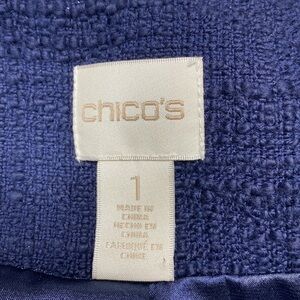 chico's
1
MADE IN
CHINA
HECHO EN
CHINA
FABRIQUÉ EN
CHINE